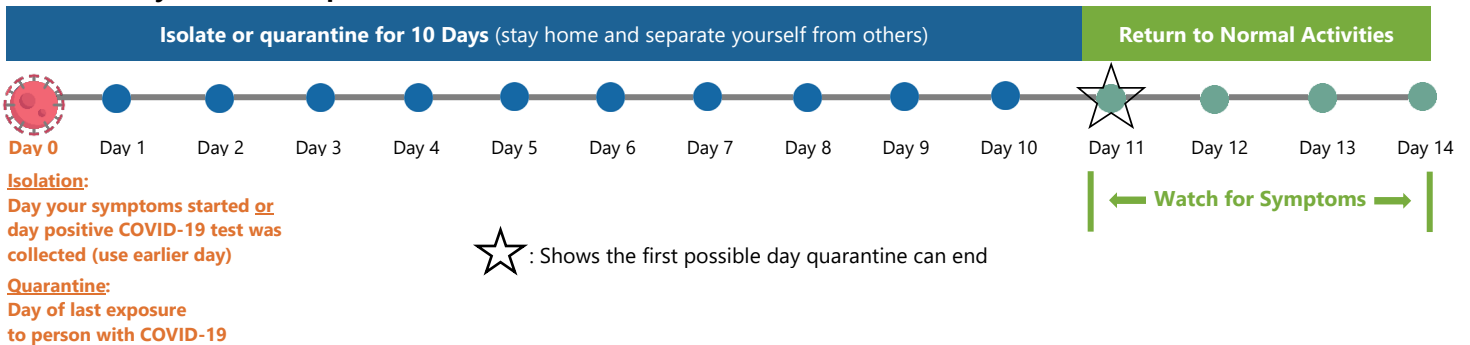 Isolate or quarantine for 10 Days (stay home and separate yourself from others)
Return to Normal Activities
Day 0 Day 1 Day 2 Day 3 Day 4 Day 5 Day 6 Day 7 Day 8 Day 9 Day 10 Day 11 Day 12 Day 13 Day 14
Isolation:
Day your symptoms started or
day positive COVID-19 test was
collected (use earlier day)
Watch for Symptoms
: Shows the first possible day quarantine can end
Quarantine:
Day of last exposure
to person with COVID-19